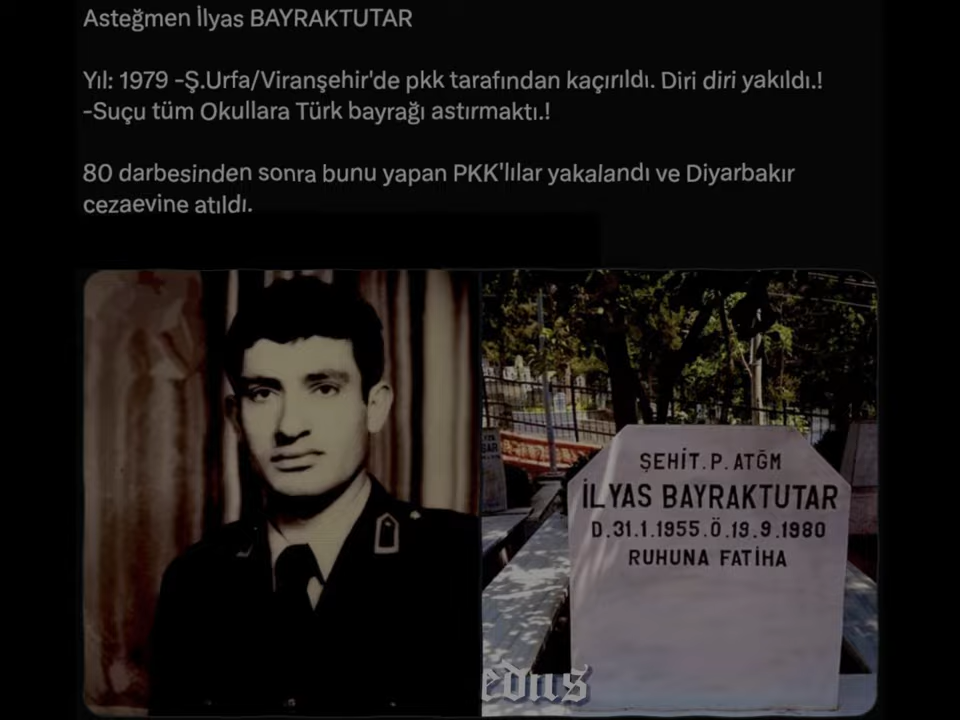 Asteğmen İlyas BAYRAKTUTAR
Yıl: 1979 -Ş.Urfa/Viranşehir'de pkk tarafından kaçırıldı. Diri diri yakıldı.!
-Suçu tüm Okullara Türk bayrağı astırmaktı.!
80 darbesinden sonra bunu yapan PKK'lılar yakalandı ve Diyarbakır
cezaevine atıldı.
ŞEHİT.P.ATĞM
İLYAS BAYRAKTUTAR
D.31.1.1955.Ö.19.9.1980
RUHUNA FATİHA